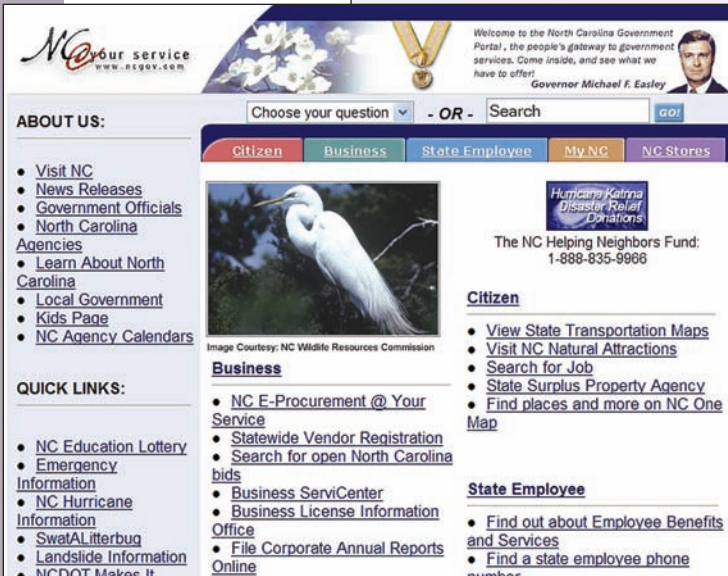 NC@your service
www.ncgov.com
Welcome to the North Carolina Government
Portal, the people's gateway to government
services. Come inside, and see what we
have to offer!
Governor Michael F. Easley
Choose your question - OR - Search GO!
Citizen Business State Employee My NC NC Stores
ABOUT US:
Visit NC
News Releases
Government Officials
North Carolina
Agencies
Learn About North
Carolina
Local Government
Kids Page
NC Agency Calendars
QUICK LINKS:
NC Education Lottery
Emergency
Information
NC Hurricane
Information
SwatALitterbug
Landslide Information
NCDOT Makes It
Image Courtesy: NC Wildlife Resources Commission
Business
NC E-Procurement @ Your
Service
Statewide Vendor Registration
Search for open North Carolina
bids
Business ServiCenter
Business License Information
Office
File Corporate Annual Reports
Online
Hurricane Katrina
Disaster Relief
Donations
The NC Helping Neighbors Fund:
1-888-835-9966
Citizen
View State Transportation Maps
Visit NC Natural Attractions
Search for Job
State Surplus Property Agency
Find places and more on NC One
Map
State Employee
Find out about Employee Benefits
and Services
Find a state employee phone
number